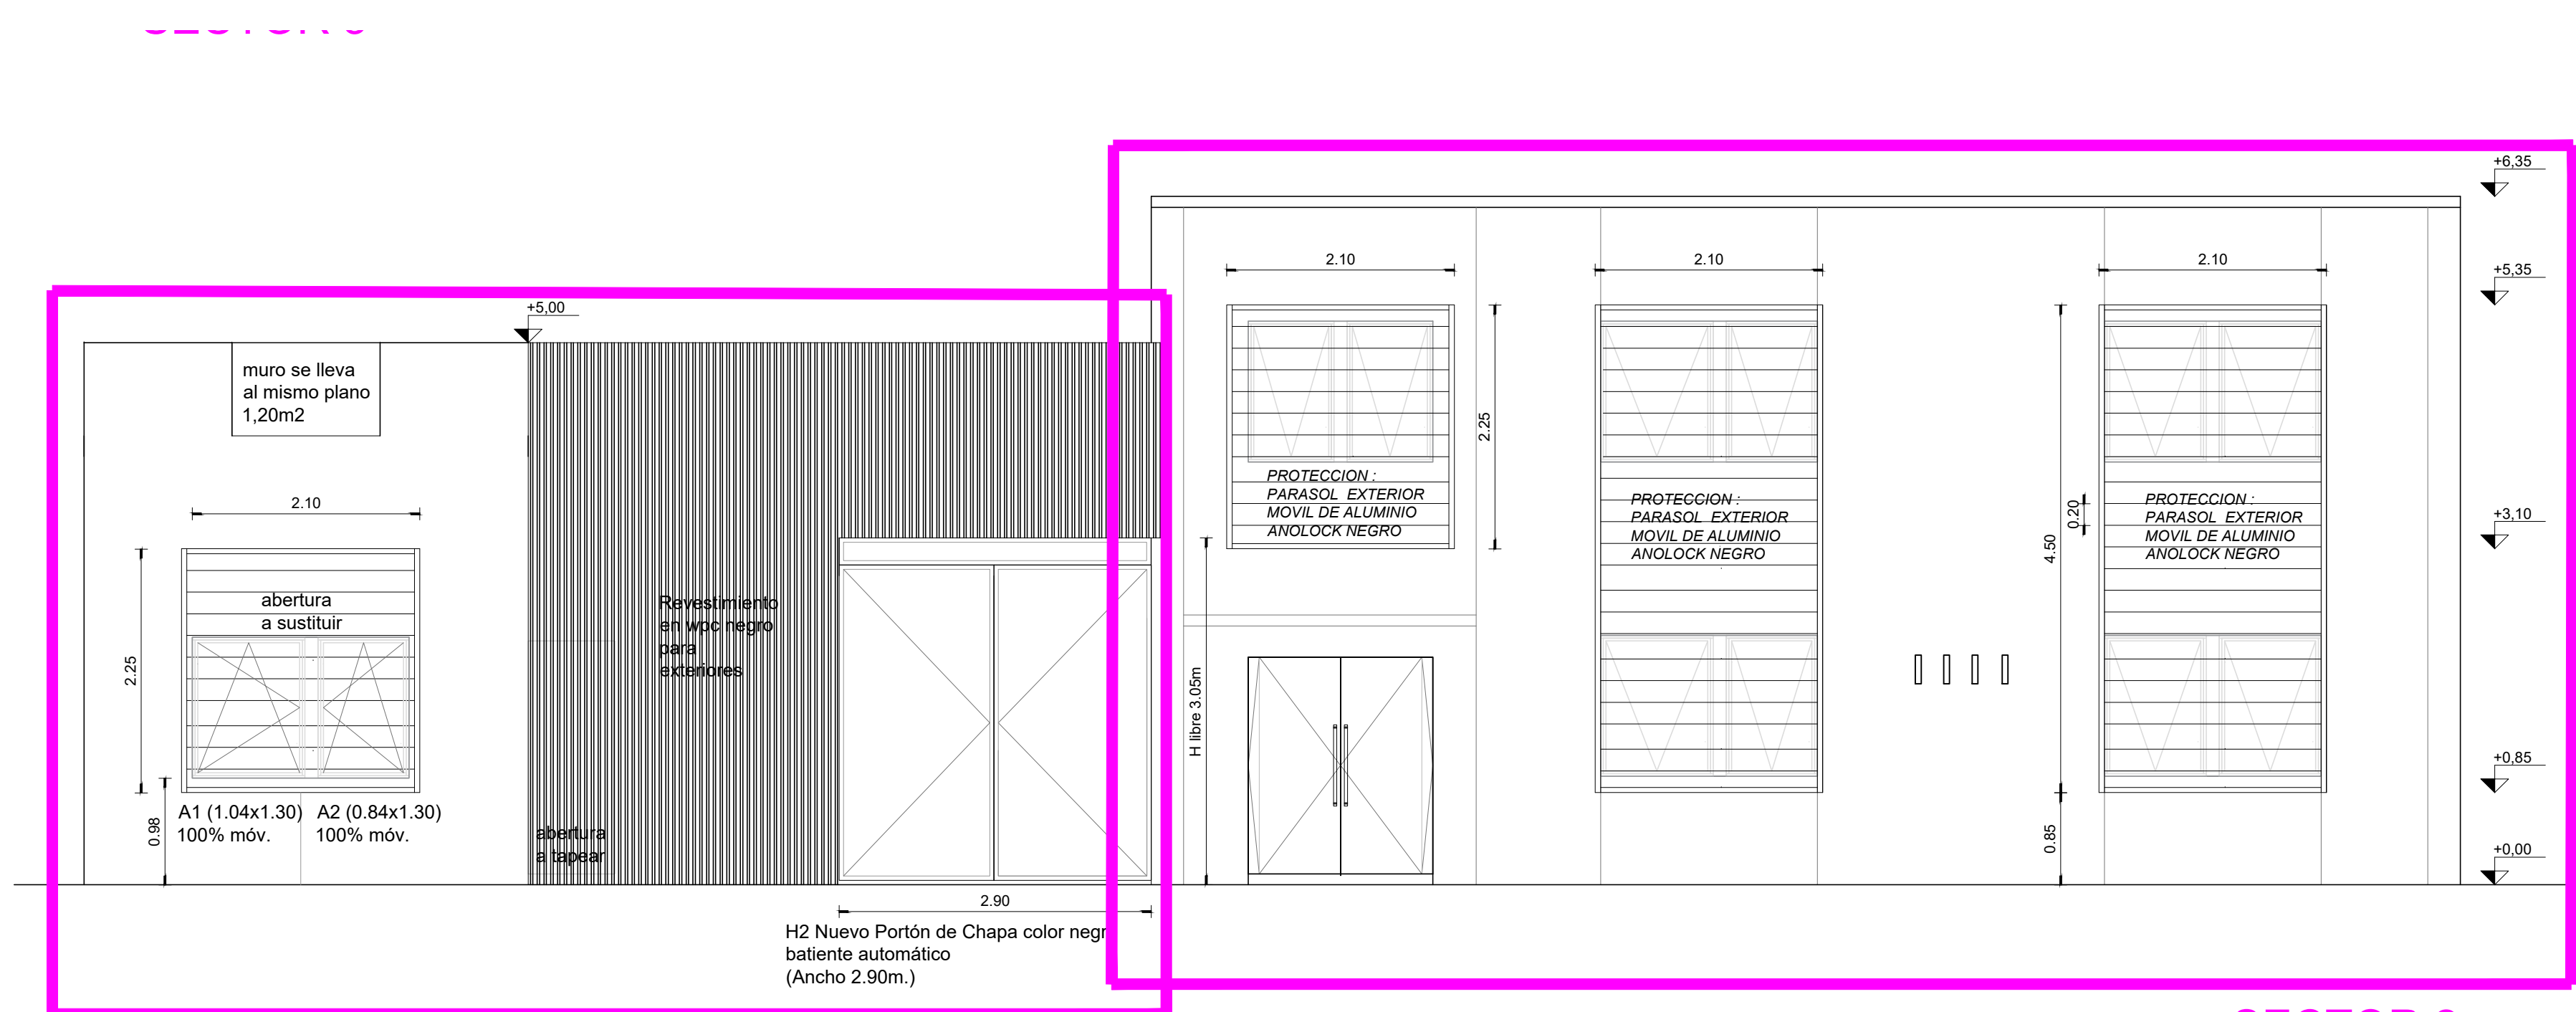 +6,35
2.10
2.10
2.10
+5,35
+5,00
muro se lleva
al mismo plano
1,20m2
2.25
PROTECCION :
PARASOL EXTERIOR
MOVIL DE ALUMINIO
ANOLOCK NEGRO
PROTECCION :
PARASOL EXTERIOR
MOVIL DE ALUMINIO
ANOLOCK NEGRO
4.50
0.20
PROTECCION :
PARASOL EXTERIOR
MOVIL DE ALUMINIO
ANOLOCK NEGRO
+3,10
2.10
abertura
a sustituir
2.25
Revestimiento
en wpc negro
para
exteriores
H libre 3.05m
+0,85
A1 (1.04x1.30)
100% móv.
A2 (0.84x1.30)
100% móv.
0.98
abertura
a tapear
0.85
+0,00
2.90
H2 Nuevo Portón de Chapa color negr
batiente automático
(Ancho 2.90m.)